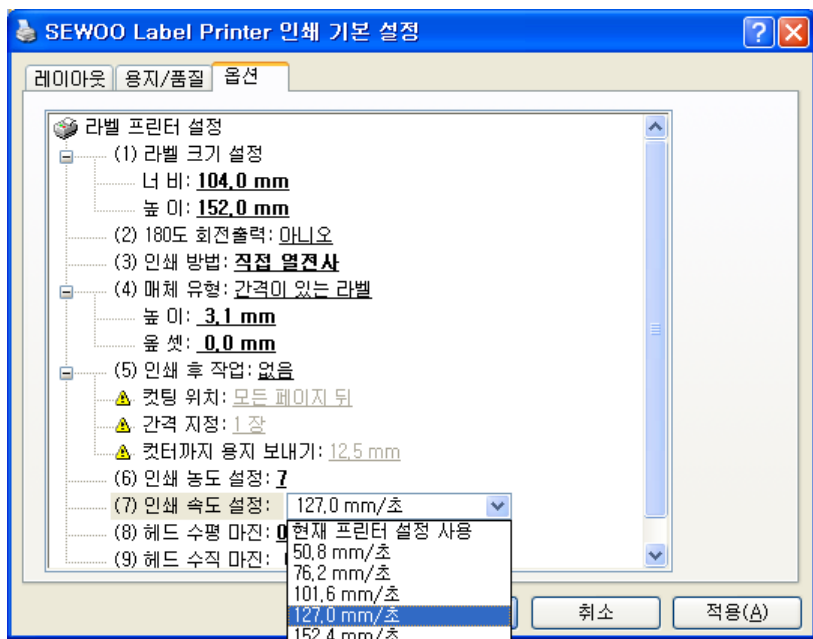 SEWOO Label Printer 인쇄 기본 설정
레이아웃 용지/품질 옵션
라벨 프린터 설정
(1) 라벨 크기 설정
너 비: 104,0 mm
높 이: 152,0 mm
(2) 180도 회전출력: 아니오
(3) 인쇄 방법: 직접 열전사
(4) 매체 유형: 간격이 있는 라벨
높 이: 3,1 mm
옾 셋: 0,0 mm
(5) 인쇄 후 작업: 없음
컷팅 위치: 모든 페이지 뒤
간격 지정: 1 장
컷터까지 용지 보내기: 12,5 mm
(6) 인쇄 농도 설정: 7
(7) 인쇄 속도 설정: 127,0 mm/초
(8) 헤드 수평 마진: 0
현재 프린터 설정 사용
(9) 헤드 수직 마진:
50,8 mm/초
76,2 mm/초
101,6 mm/초
127,0 mm/초
152,4 mm/초
취소 적용(A)